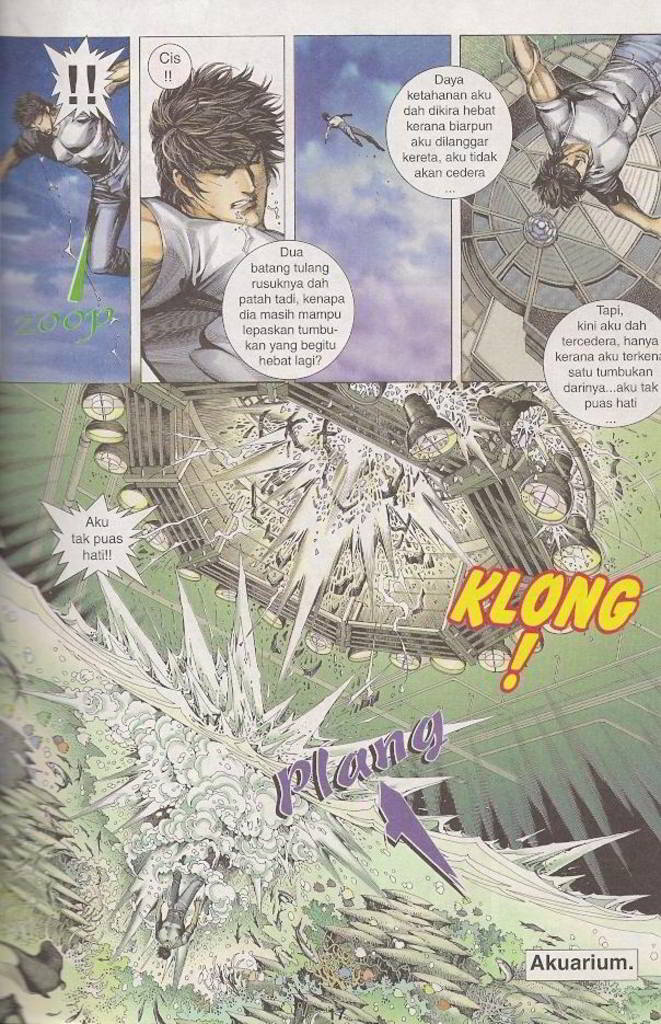 !!
ZOOP
Cis
!!
Dua
batang tulang
rusuknya dah
patah tadi, kenapa
dia masih mampu
lepaskan tumbu-
kan yang begitu
hebat lagi?
Daya
ketahanan aku
dah dikira hebat
kerana biarpun
aku dilanggar
kereta, aku tidak
akan cedera
...
Tapi,
kini aku dah
tercedera, hanya
kerana aku terkena
satu tumbukan
darinya...aku tak
puas hati
...
Aku
tak puas
hati!!
KLONG
!
Plang
Akuarium.
17
17